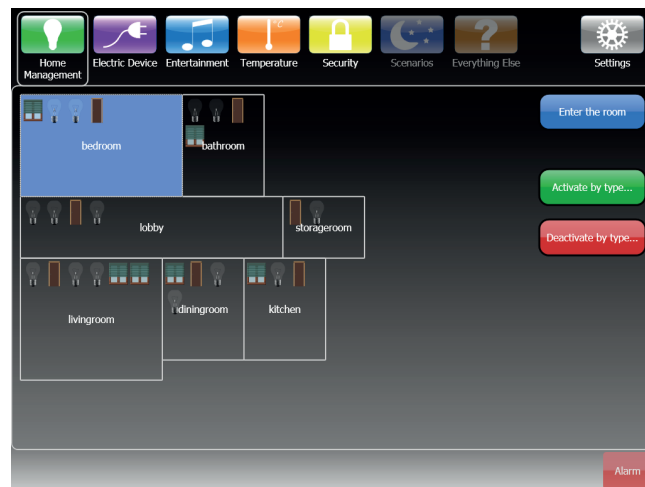 °C
Home
Management
Electric Device
Entertainment
Temperature
Security
Scenarios
Everything Else
Settings
bedroom
bathroom
Enter the room
Activate by type...
lobby
storageroom
Deactivate by type...
livingroom
diningroom
kitchen
Alarm